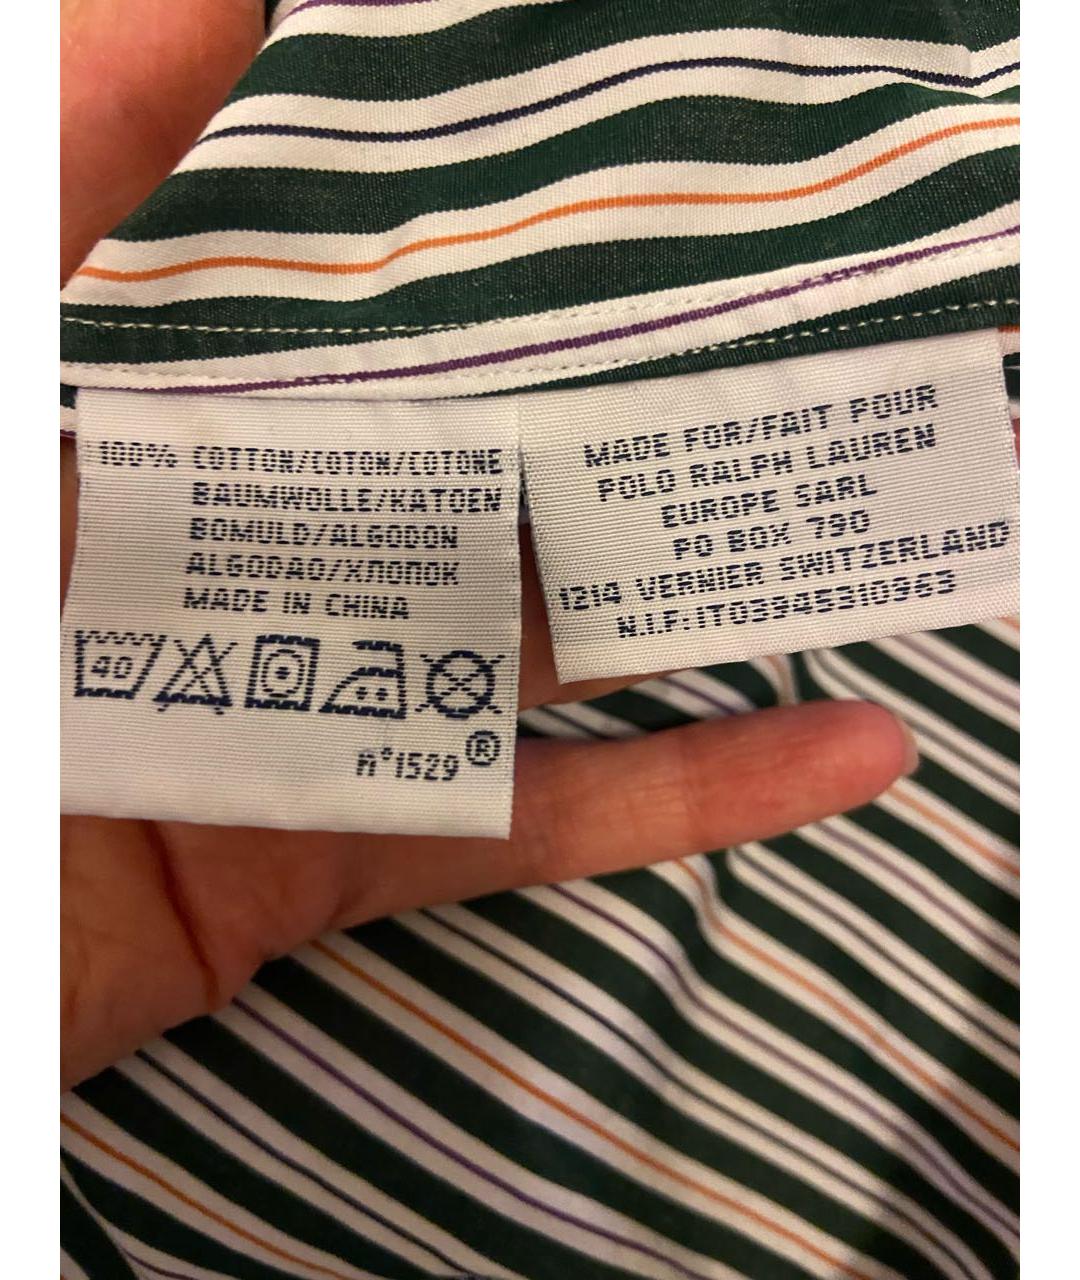 100% COTTON/COTON/COTONE
BAUMWOLLE/KATOEN
BOMULD/ALGODON
ALGODAO/ХЛОПОК
MADE IN CHINA
40
A°1529®
MADE FOR/FAIT POUR
POLO RALPH LAUREN
EUROPE SARL
PO BOX 790
1214 VERNIER SWITZERLAND
N.I.F:IT03945310963